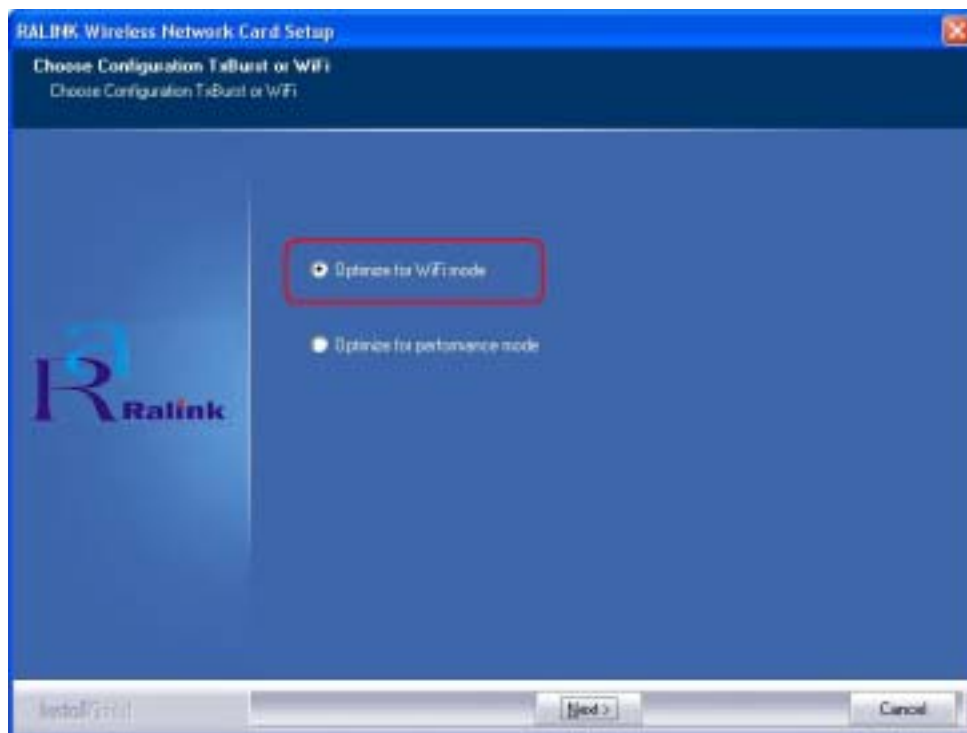 RALINK Wireless Network Card Setup
Choose Configuration TxBurst or WiFi
Choose Configuration TxBurst or WiFi
Optimize for WiFi mode
Optimize for performance mode
Ralink
InstallShield
Next >
Cancel